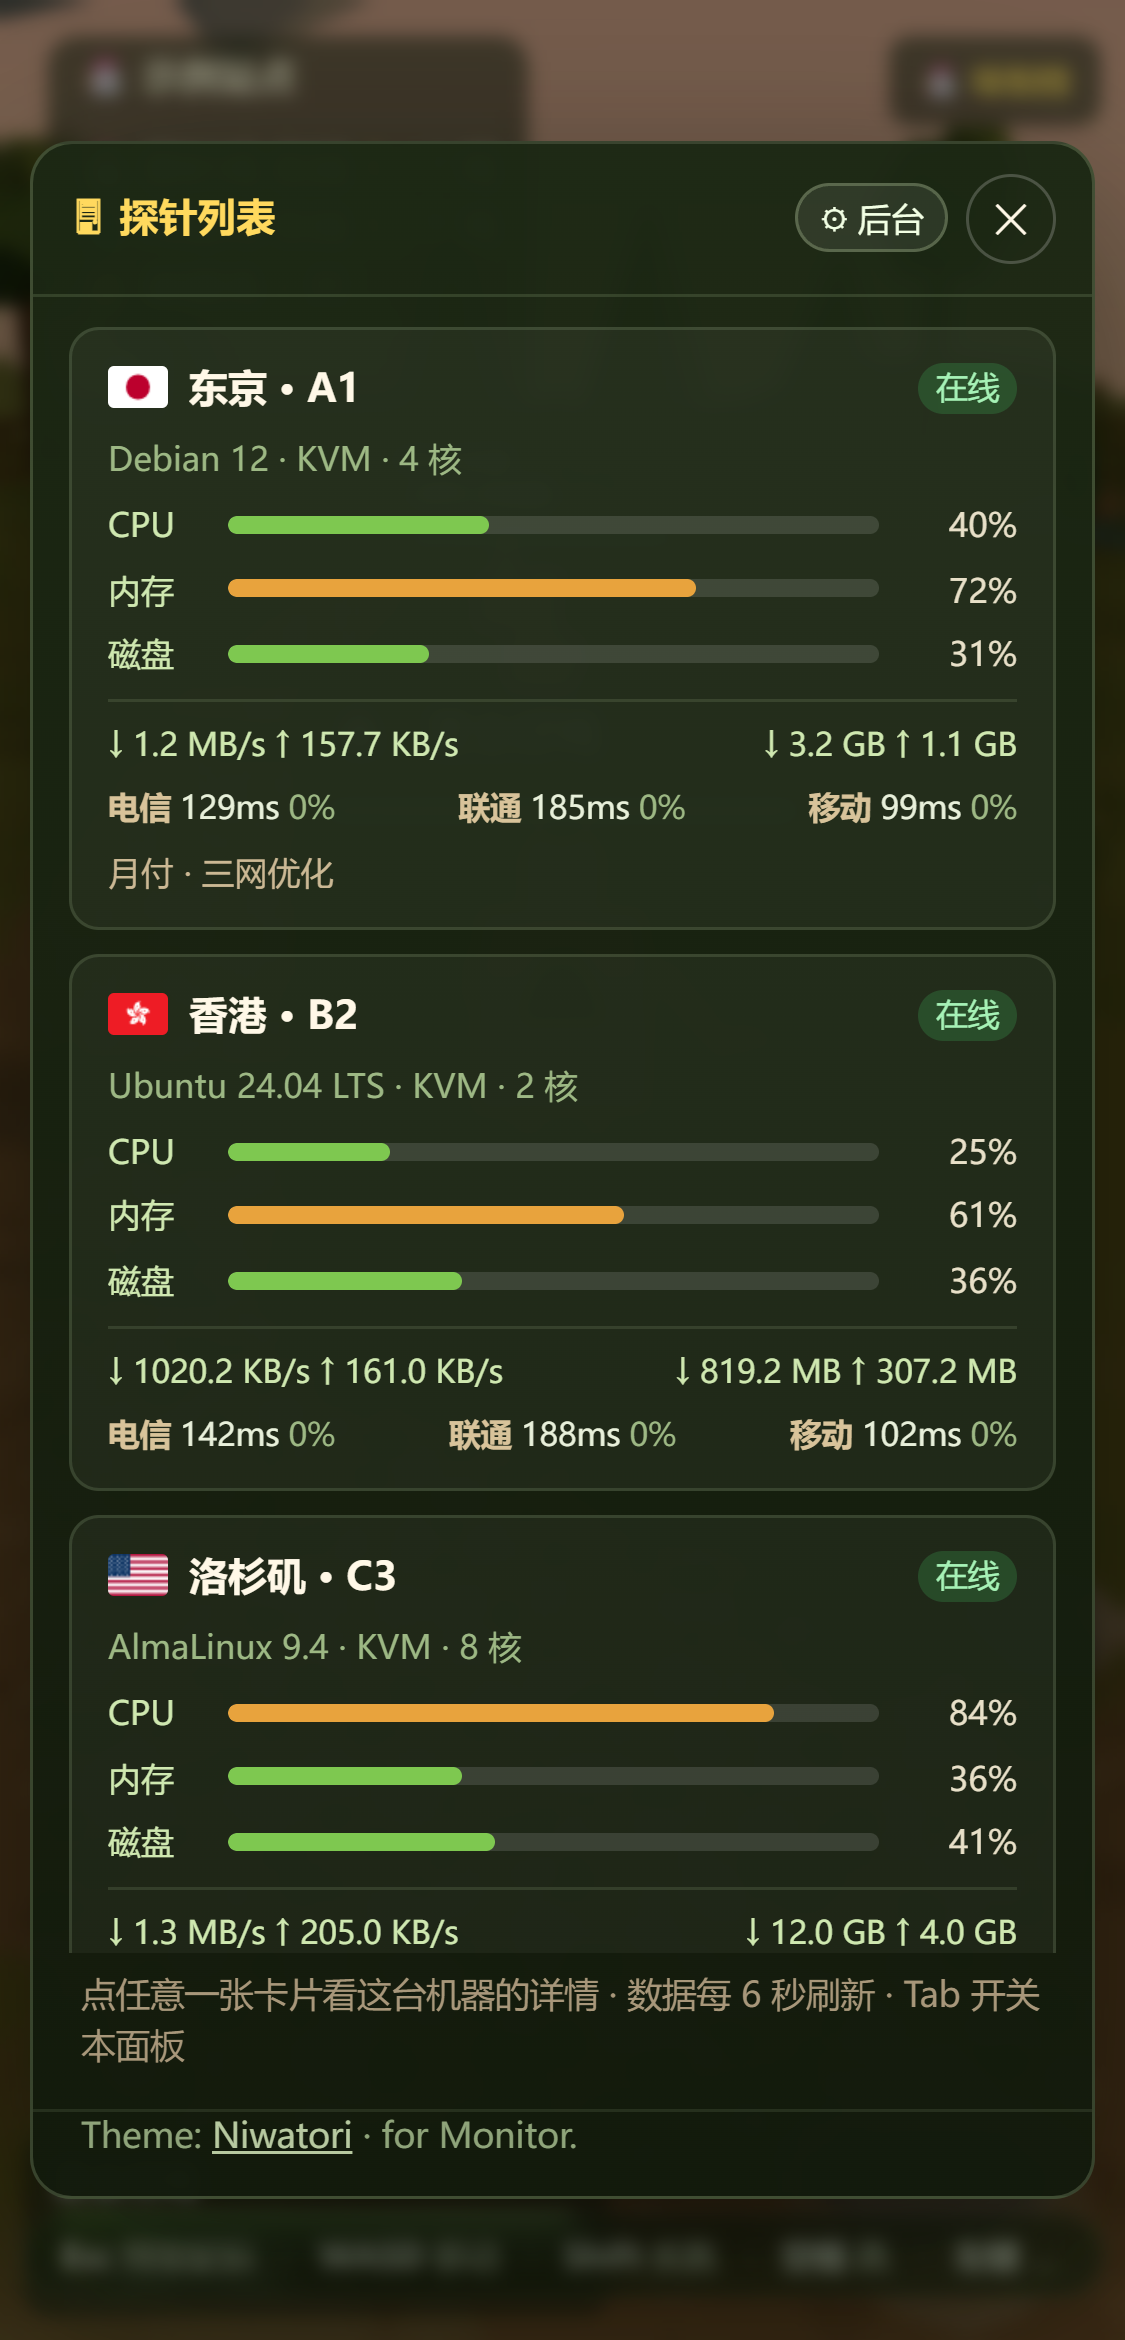 探针列表
后台
东京 • A1
在线
Debian 12 · KVM · 4 核
CPU 40%
内存 72%
磁盘 31%
↓ 1.2 MB/s ↑ 157.7 KB/s ↓ 3.2 GB ↑ 1.1 GB
电信 129ms 0% 联通 185ms 0% 移动 99ms 0%
月付 · 三网优化
香港 • B2
在线
Ubuntu 24.04 LTS · KVM · 2 核
CPU 25%
内存 61%
磁盘 36%
↓ 1020.2 KB/s ↑ 161.0 KB/s ↓ 819.2 MB ↑ 307.2 MB
电信 142ms 0% 联通 188ms 0% 移动 102ms 0%
洛杉矶 • C3
在线
AlmaLinux 9.4 · KVM · 8 核
CPU 84%
内存 36%
磁盘 41%
↓ 1.3 MB/s ↑ 205.0 KB/s ↓ 12.0 GB ↑ 4.0 GB
点任意一张卡片看这台机器的详情 · 数据每 6 秒刷新 · Tab 开关
本面板
Theme: Niwatori · for Monitor.